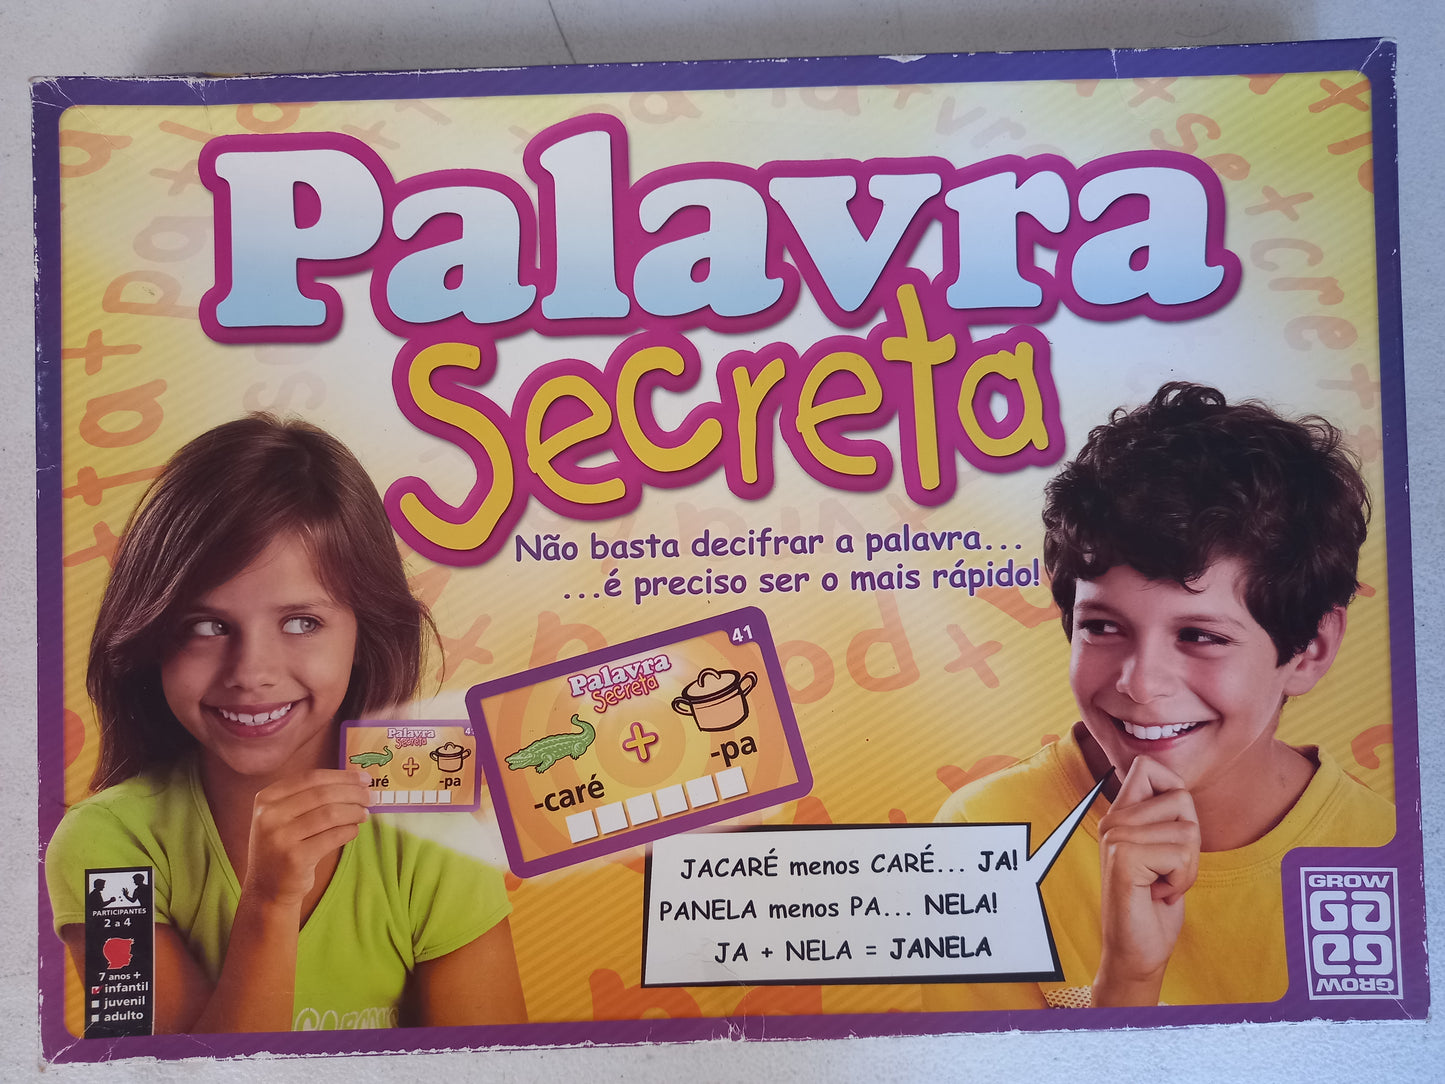 Palavra
Secreta
Não basta decifrar a palavra...
...é preciso ser o mais rápido!
41
Palavra
Secreta
+
-pa
-caré
Palavra
Secreta
+
aré
-pa
JACARÉ menos CARÉ... JA!
PANELA menos PA... NELA!
JA + NELA = JANELA
PARTICIPANTES
2 a 4
7 anos +
infantil
juvenil
adulto
GROW
GROW